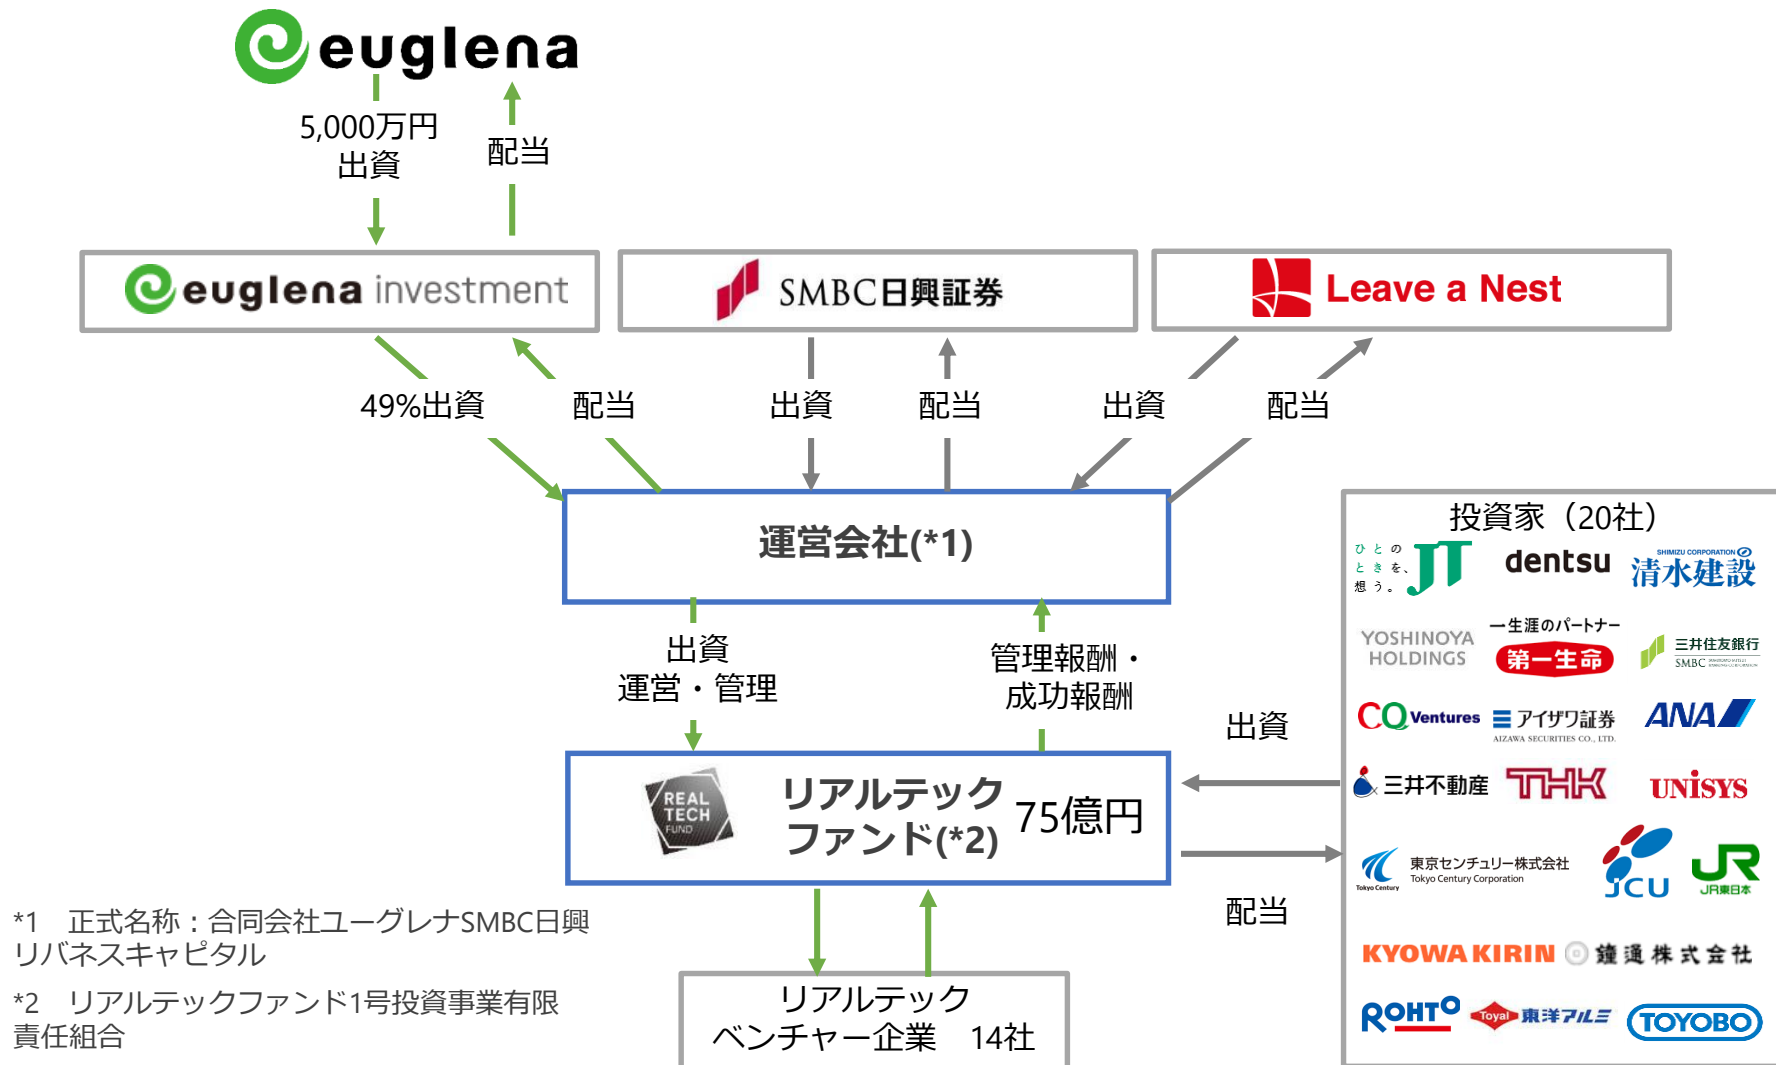 euglena
5,000万円
出資
配当
euglena investment
SMBC日興証券
Leave a Nest
49%出資
配当
出資
配当
出資
配当
運営会社(*1)
出資
運営・管理
管理報酬・
成功報酬
REAL
TECH
FUND
リアルテック
ファンド(*2)
75億円
出資
配当
リアルテック
ベンチャー企業　14社
投資家（20社）
ひとの
ときを、
想う。
JT
dentsu
SHIMIZU CORPORATION
清水建設
YOSHINOYA
HOLDINGS
一生涯のパートナー
第一生命
三井住友銀行
SMBC
CQ Ventures
アイザワ証券
AIZAWA SECURITIES CO., LTD.
ANA
三井不動産
THK
UNISYS
Tokyo Century
東京センチュリー株式会社
Tokyo Century Corporation
JCU
JR
JR東日本
KYOWA KIRIN
鐘通株式会社
ROHTO
Toyal 東洋アルミ
TOYOBO
*1　正式名称：合同会社ユーグレナSMBC日興
リバネスキャピタル
*2　リアルテックファンド1号投資事業有限
責任組合